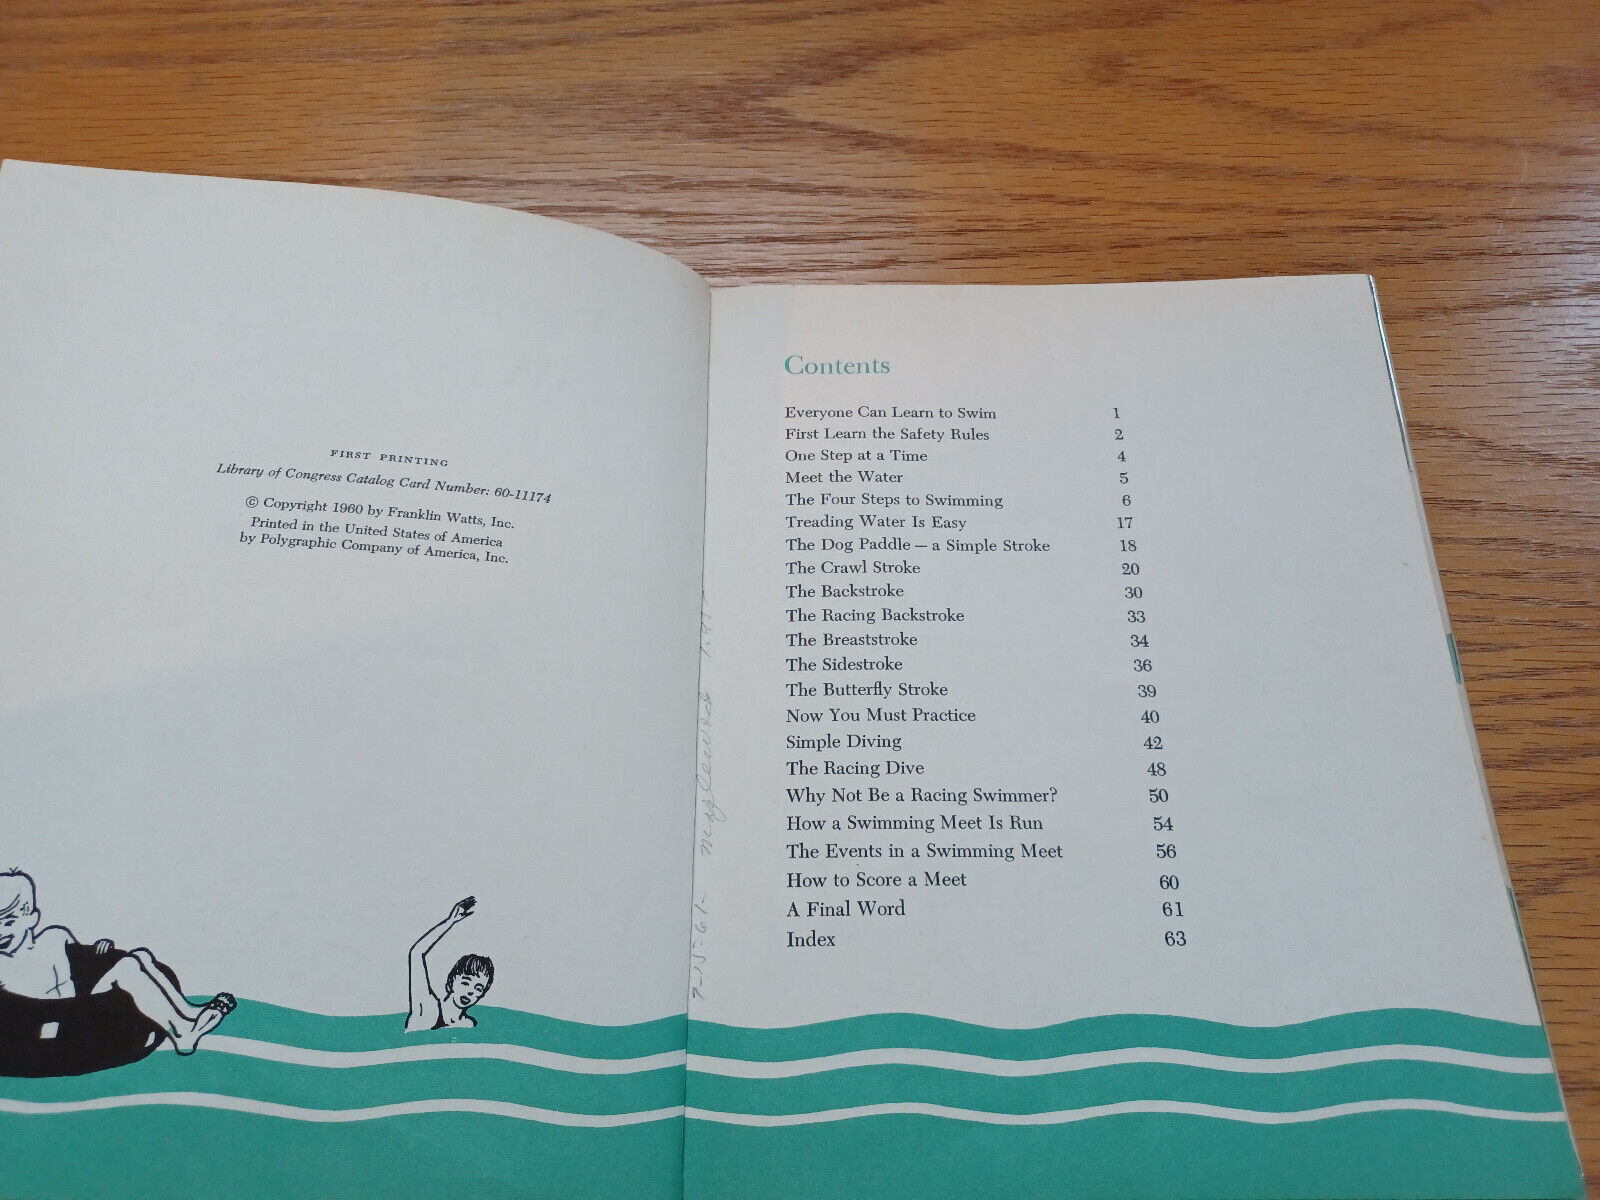 FIRST PRINTING
Library of Congress Catalog Card Number: 60-11174
© Copyright 1960 by Franklin Watts, Inc.
Printed in the United States of America
by Polygraphic Company of America, Inc.
7-15-61-
Contents
Everyone Can Learn to Swim 1
First Learn the Safety Rules 2
One Step at a Time 4
Meet the Water 5
The Four Steps to Swimming 6
Treading Water Is Easy 17
The Dog Paddle — a Simple Stroke 18
The Crawl Stroke 20
The Backstroke 30
The Racing Backstroke 33
The Breaststroke 34
The Sidestroke 36
The Butterfly Stroke 39
Now You Must Practice 40
Simple Diving 42
The Racing Dive 48
Why Not Be a Racing Swimmer? 50
How a Swimming Meet Is Run 54
The Events in a Swimming Meet 56
How to Score a Meet 60
A Final Word 61
Index 63